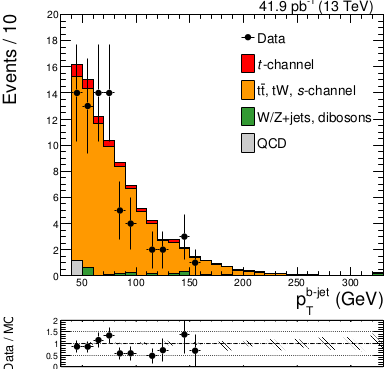 41.9 pb⁻¹ (13 TeV)
Events / 10
20
18
16
14
12
10
8
6
4
2
0
Data
t-channel
tt̄, tW, s-channel
W/Z+jets, dibosons
QCD
50 100 150 200 250 300
p_T^b-jet (GeV)
Data / MC
2
1.5
1
0.5
0